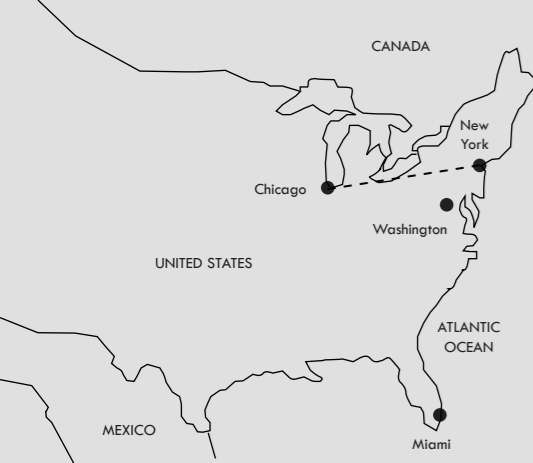 CANADA
New
York
Chicago
Washington
UNITED STATES
ATLANTIC
OCEAN
MEXICO
Miami